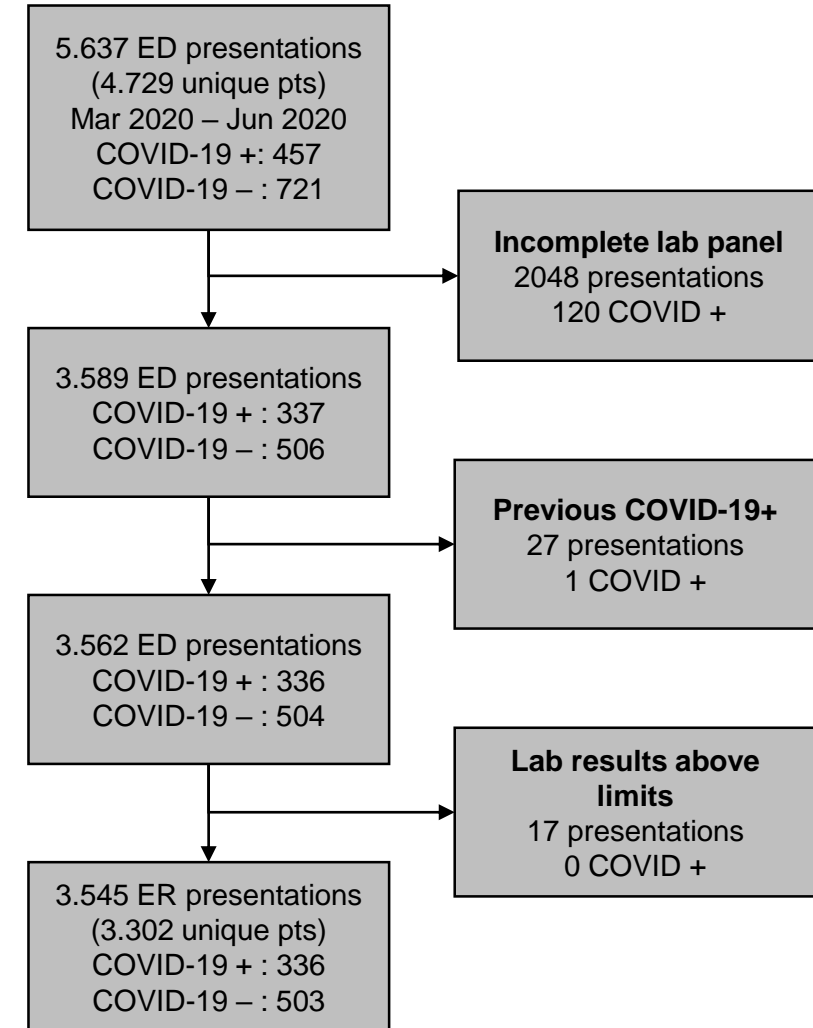 5.637 ED presentations
(4.729 unique pts)
Mar 2020 – Jun 2020
COVID-19 +: 457
COVID-19 – : 721
Incomplete lab panel
2048 presentations
120 COVID +
3.589 ED presentations
COVID-19 + : 337
COVID-19 – : 506
Previous COVID-19+
27 presentations
1 COVID +
3.562 ED presentations
COVID-19 + : 336
COVID-19 – : 504
Lab results above
limits
17 presentations
0 COVID +
3.545 ER presentations
(3.302 unique pts)
COVID-19 + : 336
COVID-19 – : 503